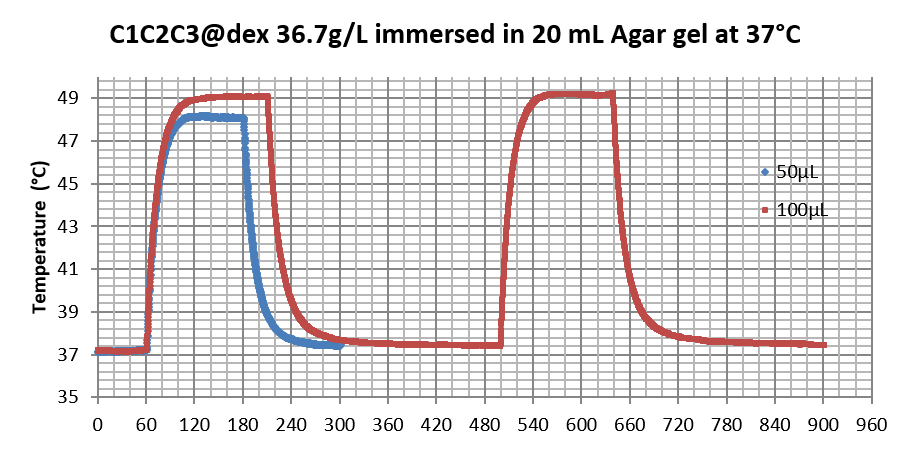 C1C2C3@dex 36.7g/L immersed in 20 mL Agar gel at 37°C
Temperature (°C)
49
47
45
43
41
39
37
35
50µL
100µL
0 60 120 180 240 300 360 420 480 540 600 660 720 780 840 900 960